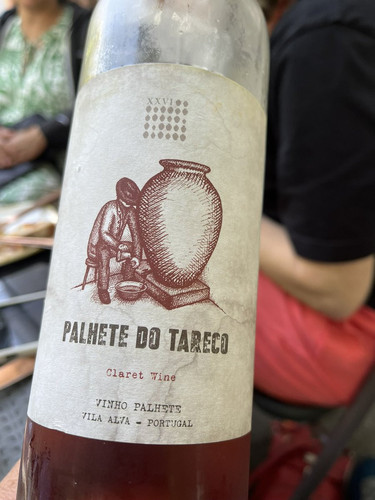 XXVI
PALHETE DO TARECO
Claret Wine
VINHO PALHETE
VILA ALVA - PORTUGAL